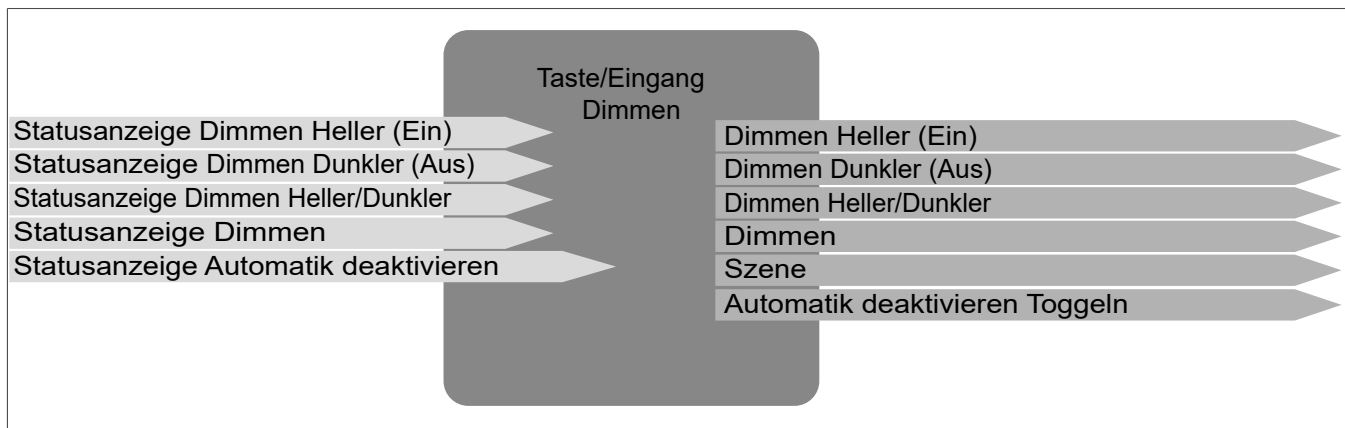 Taste/Eingang
Dimmen
Statusanzeige Dimmen Heller (Ein)
Statusanzeige Dimmen Dunkler (Aus)
Statusanzeige Dimmen Heller/Dunkler
Statusanzeige Dimmen
Statusanzeige Automatik deaktivieren
Dimmen Heller (Ein)
Dimmen Dunkler (Aus)
Dimmen Heller/Dunkler
Dimmen
Szene
Automatik deaktivieren Toggeln